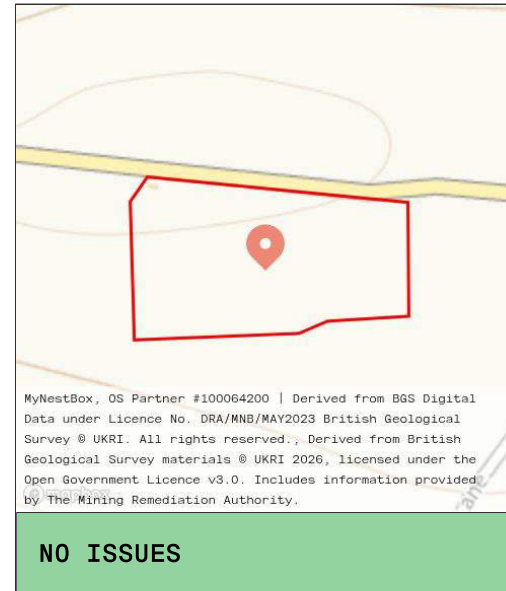 MyNestBox, OS Partner #100064200 | Derived from BGS Digital
Data under Licence No. DRA/MNB/MAY2023 British Geological
Survey © UKRI. All rights reserved., Derived from British
Geological Survey materials © UKRI 2026, licensed under the
Open Government Licence v3.0. Includes information provided
by The Mining Remediation Authority.
NO ISSUES